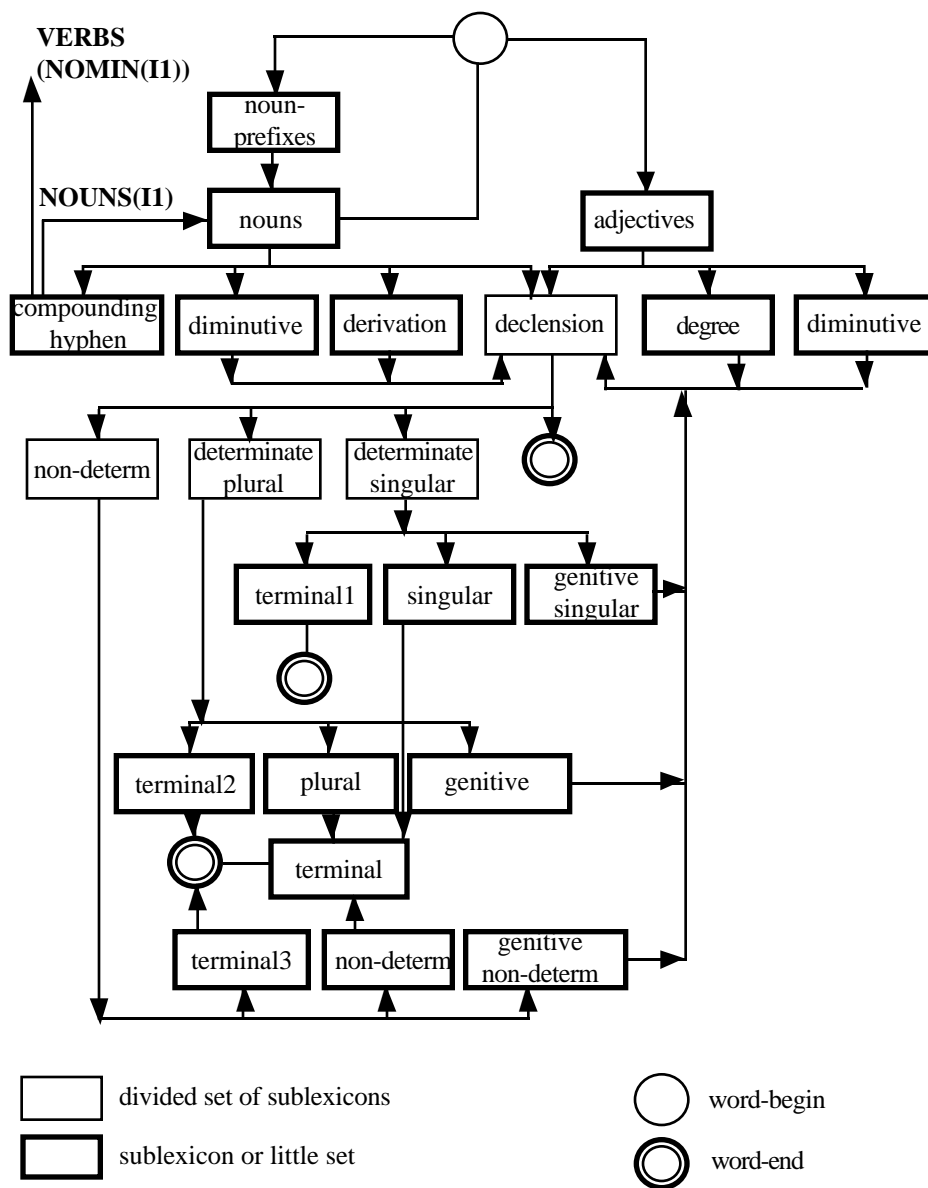 VERBS
(NOMIN(I1))
noun-
prefixes
NOUNS(I1)
nouns
adjectives
compounding
hyphen
diminutive
derivation
declension
degree
diminutive
non-determ
determinate
plural
determinate
singular
terminal1
singular
genitive
singular
terminal2
plural
genitive
terminal
terminal3
non-determ
genitive
non-determ
divided set of sublexicons
word-begin
sublexicon or little set
word-end